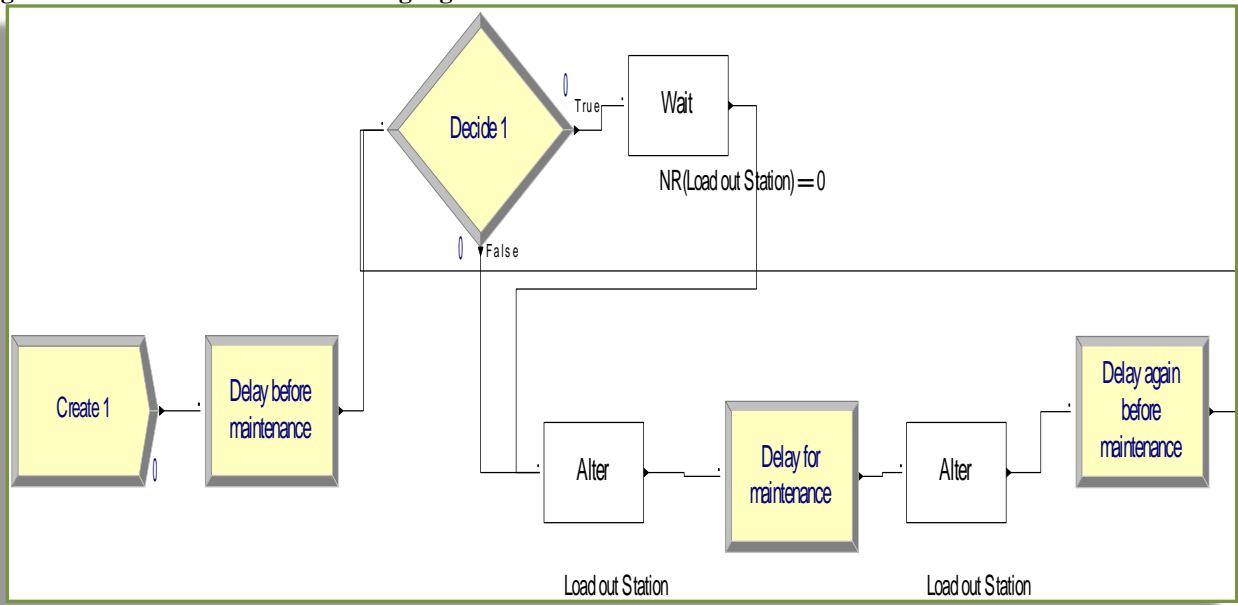 Decide 1
0
True
Wait
NR(Load out Station) == 0
0
False
Create 1
0
Delay before
maintenance
Alter
Load out Station
Delay for
maintenance
Alter
Load out Station
Delay again
before
maintenance